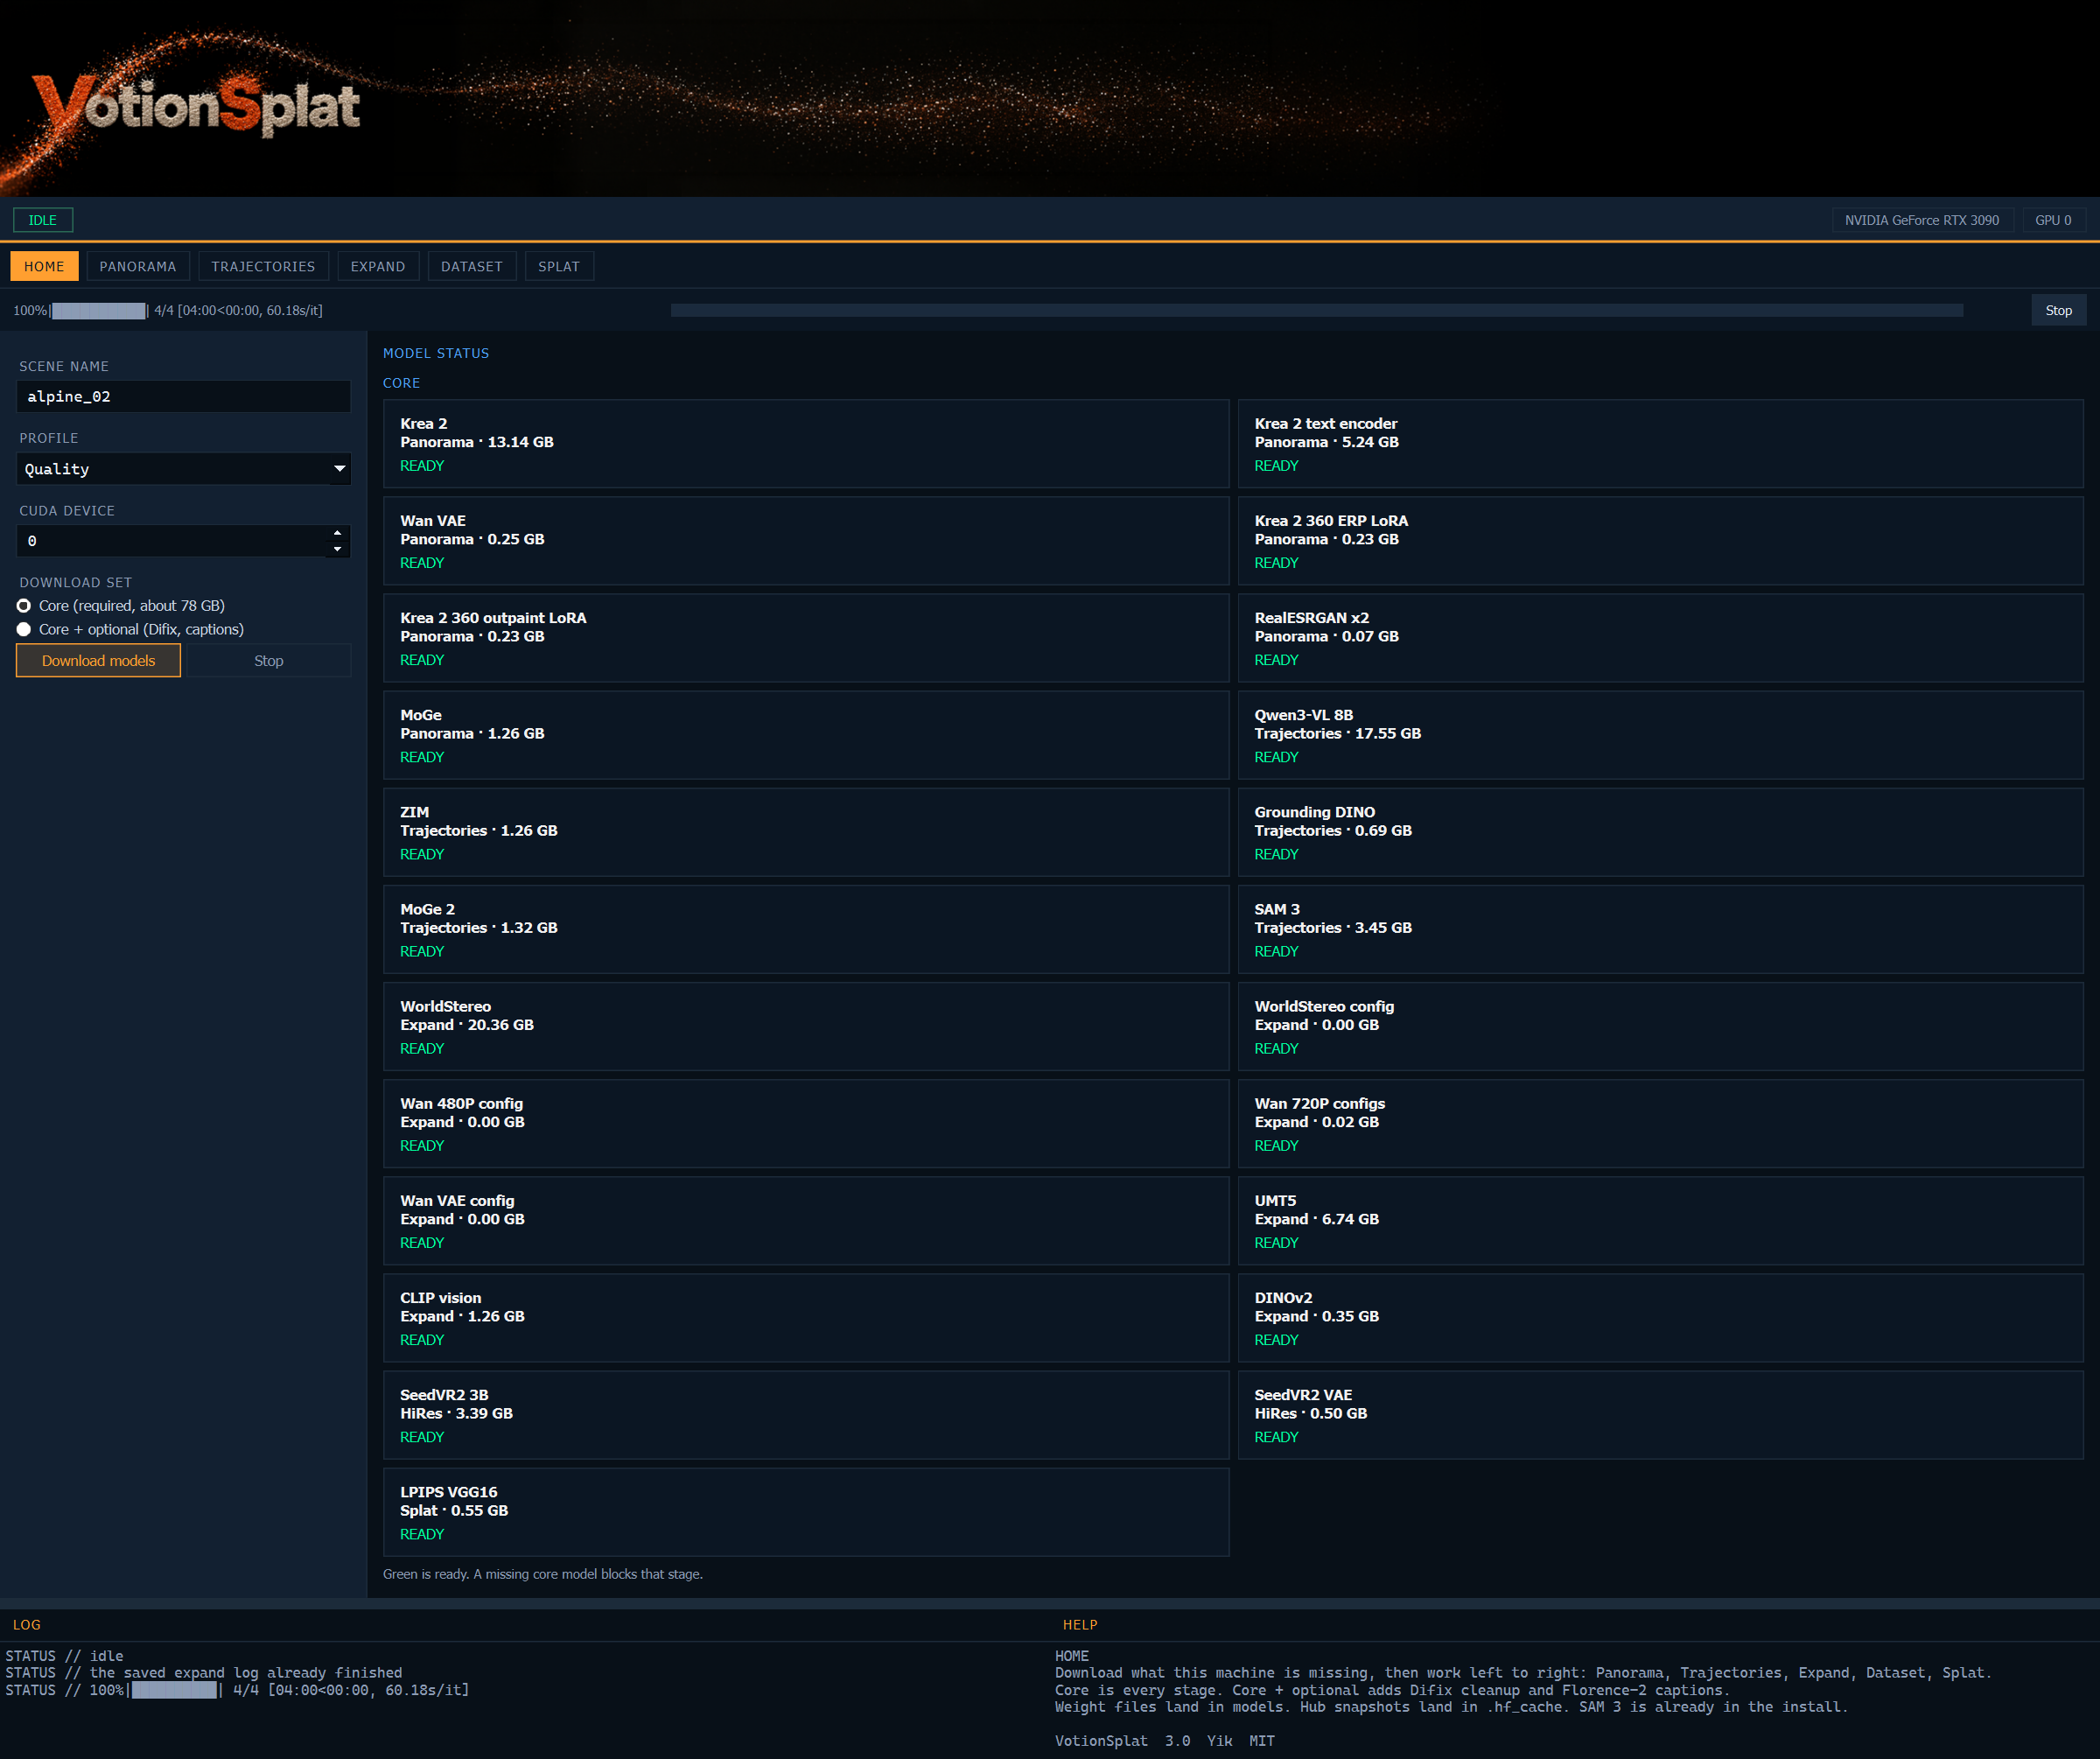 VotionSplat
IDLE
NVIDIA GeForce RTX 3090
GPU 0
HOME
PANORAMA
TRAJECTORIES
EXPAND
DATASET
SPLAT
100%|██████████| 4/4 [04:00<00:00, 60.18s/it]
Stop
SCENE NAME
alpine_02
PROFILE
Quality
CUDA DEVICE
0
DOWNLOAD SET
Core (required, about 78 GB)
Core + optional (Difix, captions)
Download models
Stop
MODEL STATUS
CORE
Krea 2
Panorama · 13.14 GB
READY
Krea 2 text encoder
Panorama · 5.24 GB
READY
Wan VAE
Panorama · 0.25 GB
READY
Krea 2 360 ERP LoRA
Panorama · 0.23 GB
READY
Krea 2 360 outpaint LoRA
Panorama · 0.23 GB
READY
RealESRGAN x2
Panorama · 0.07 GB
READY
MoGe
Panorama · 1.26 GB
READY
Qwen3-VL 8B
Trajectories · 17.55 GB
READY
ZIM
Trajectories · 1.26 GB
READY
Grounding DINO
Trajectories · 0.69 GB
READY
MoGe 2
Trajectories · 1.32 GB
READY
SAM 3
Trajectories · 3.45 GB
READY
WorldStereo
Expand · 20.36 GB
READY
WorldStereo config
Expand · 0.00 GB
READY
Wan 480P config
Expand · 0.00 GB
READY
Wan 720P configs
Expand · 0.02 GB
READY
Wan VAE config
Expand · 0.00 GB
READY
UMT5
Expand · 6.74 GB
READY
CLIP vision
Expand · 1.26 GB
READY
DINOv2
Expand · 0.35 GB
READY
SeedVR2 3B
HiRes · 3.39 GB
READY
SeedVR2 VAE
HiRes · 0.50 GB
READY
LPIPS VGG16
Splat · 0.55 GB
READY
Green is ready. A missing core model blocks that stage.
LOG
STATUS // idle
STATUS // the saved expand log already finished
STATUS // 100%|██████████| 4/4 [04:00<00:00, 60.18s/it]
HELP
HOME
Download what this machine is missing, then work left to right: Panorama, Trajectories, Expand, Dataset, Splat.
Core is every stage. Core + optional adds Difix cleanup and Florence-2 captions.
Weight files land in models. Hub snapshots land in .hf_cache. SAM 3 is already in the install.
VotionSplat 3.0 Yik MIT